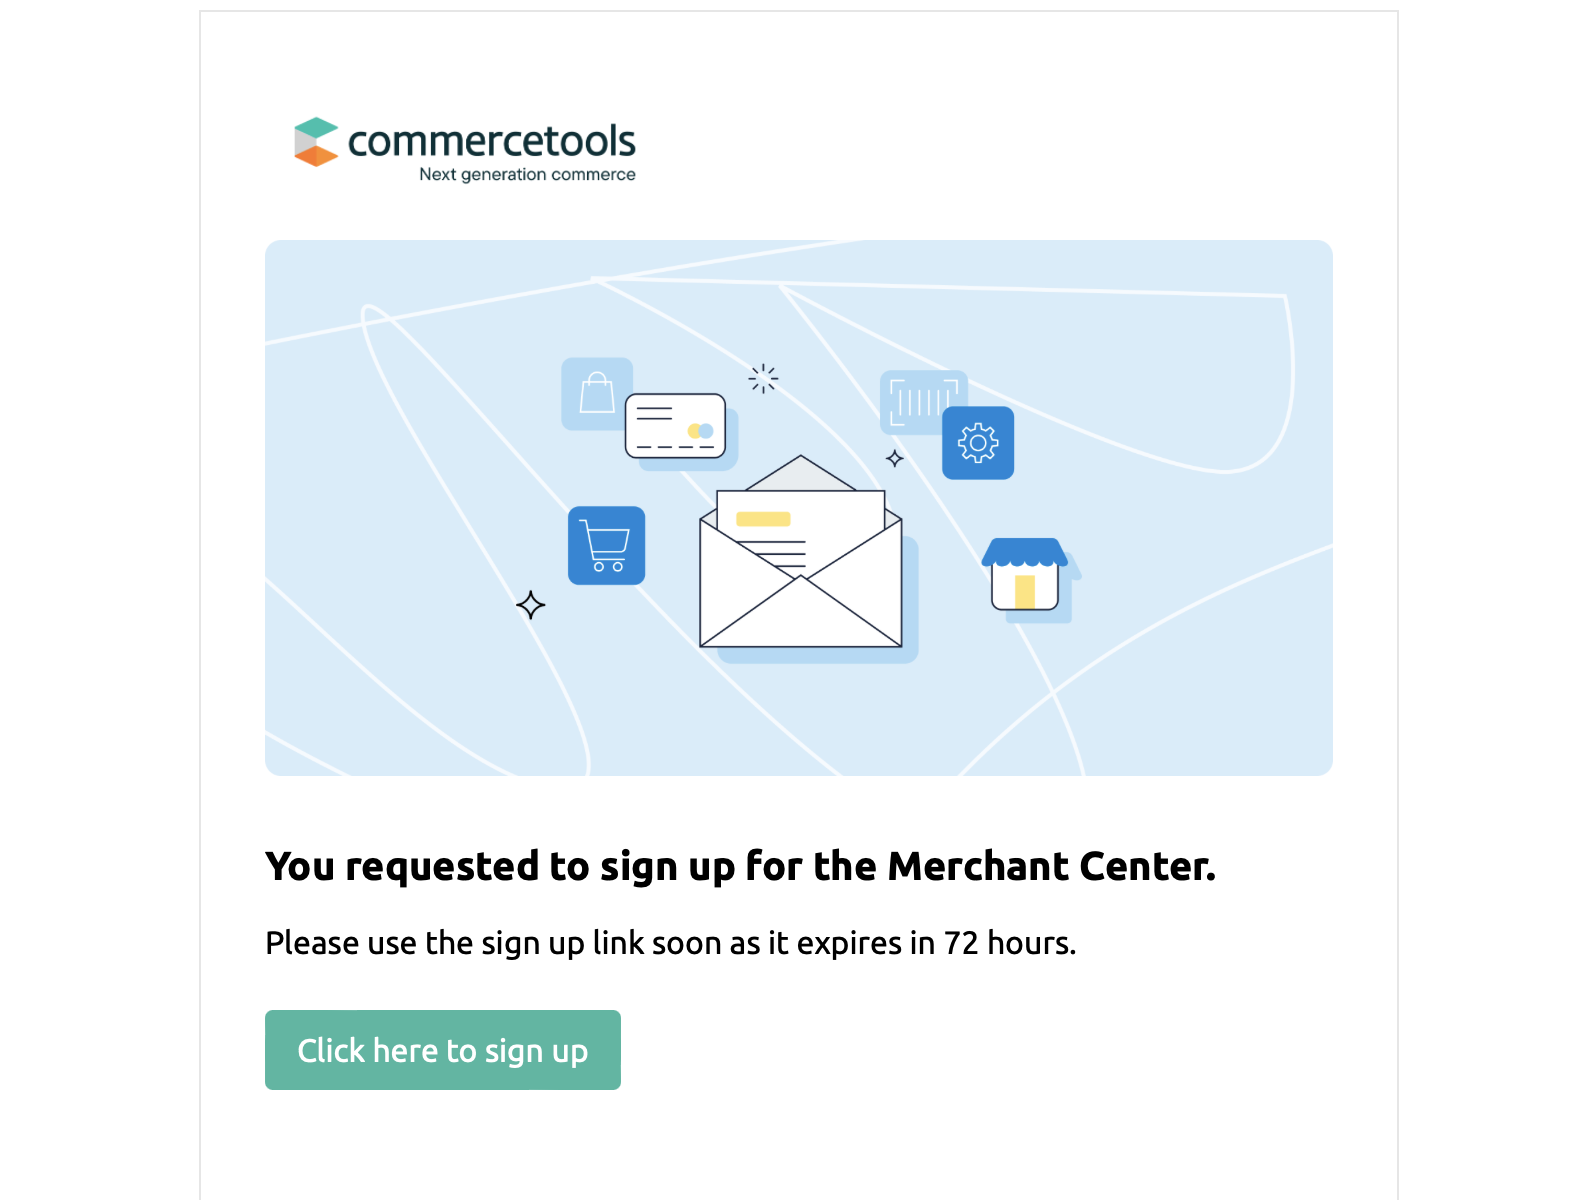 commercetools
Next generation commerce
You requested to sign up for the Merchant Center.
Please use the sign up link soon as it expires in 72 hours.
Click here to sign up